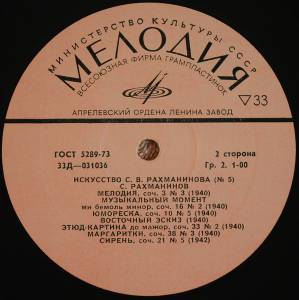 МИНИСТЕРСТВО КУЛЬТУРЫ СССР
МЕЛОДИЯ
ВСЕСОЮЗНАЯ ФИРМА ГРАМПЛАСТИНОК
АПРЕЛЕВСКИЙ ОРДЕНА ЛЕНИНА ЗАВОД
▽33
ГОСТ 5289-73
2 сторона
33Д—031036
Гр. 2. 1-00
ИСКУССТВО С. В. РАХМАНИНОВА (№ 5)
С. РАХМАНИНОВ
МЕЛОДИЯ, соч. 3 № 3 (1940)
МУЗЫКАЛЬНЫЙ МОМЕНТ
ми бемоль минор, соч. 16 № 2 (1940)
ЮМОРЕСКА, соч. 10 № 5 (1940)
ВОСТОЧНЫЙ ЭСКИЗ (1940)
ЭТЮД-КАРТИНА до мажор, соч. 33 № 2 (1940)
МАРГАРИТКИ, соч. 38 № 3 (1940)
СИРЕНЬ, соч. 21 № 5 (1942)